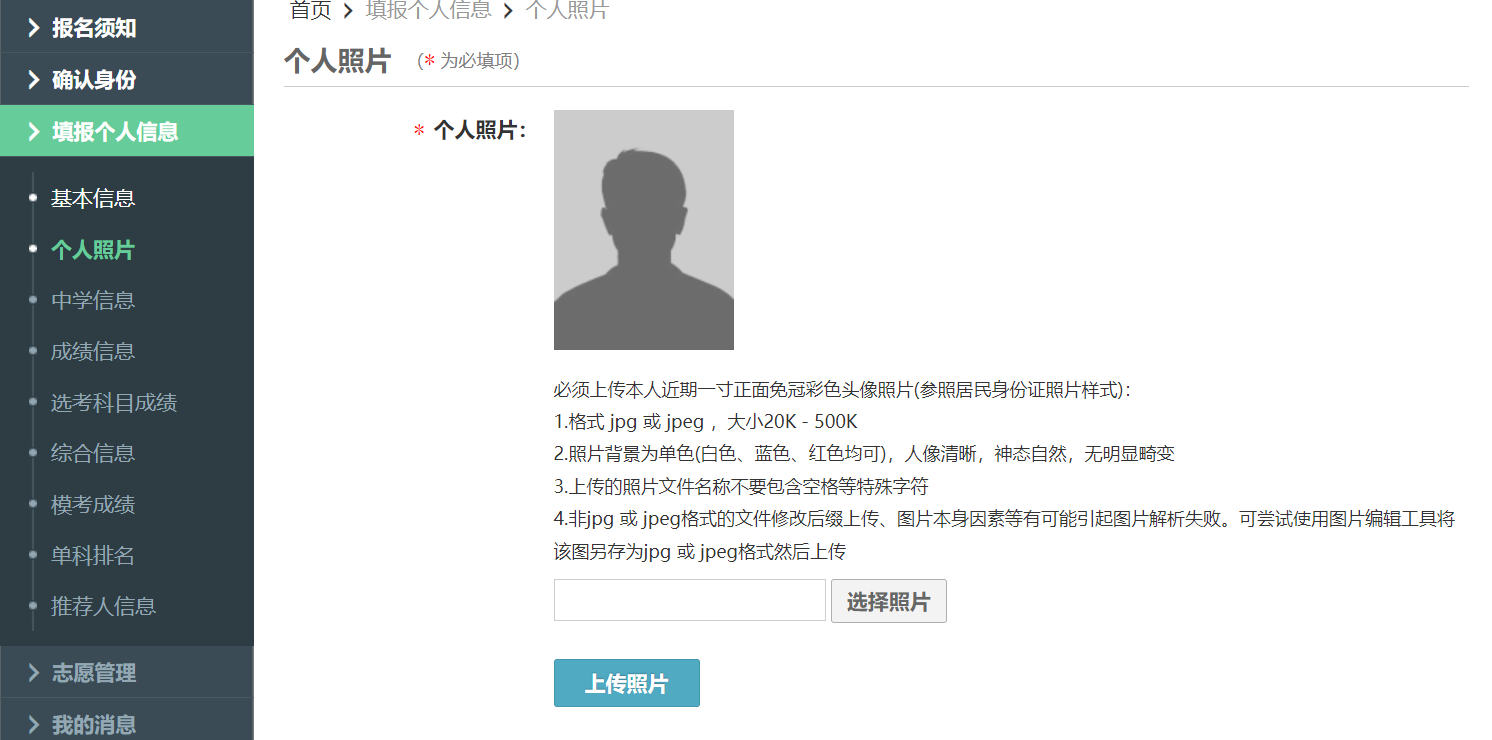 首页 > 填报个人信息 > 个人照片
报名须知
确认身份
填报个人信息
基本信息
个人照片
中学信息
成绩信息
选考科目成绩
综合信息
模考成绩
单科排名
推荐人信息
志愿管理
我的消息
个人照片 (* 为必填项)
* 个人照片：
必须上传本人近期一寸正面免冠彩色头像照片(参照居民身份证照片样式)：
1.格式 jpg 或 jpeg ，大小20K - 500K
2.照片背景为单色(白色、蓝色、红色均可)，人像清晰，神态自然，无明显畸变
3.上传的照片文件名称不要包含空格等特殊字符
4.非jpg 或 jpeg格式的文件修改后缀上传、图片本身因素等有可能引起图片解析失败。可尝试使用图片编辑工具将
该图另存为jpg 或 jpeg格式然后上传
选择照片
上传照片